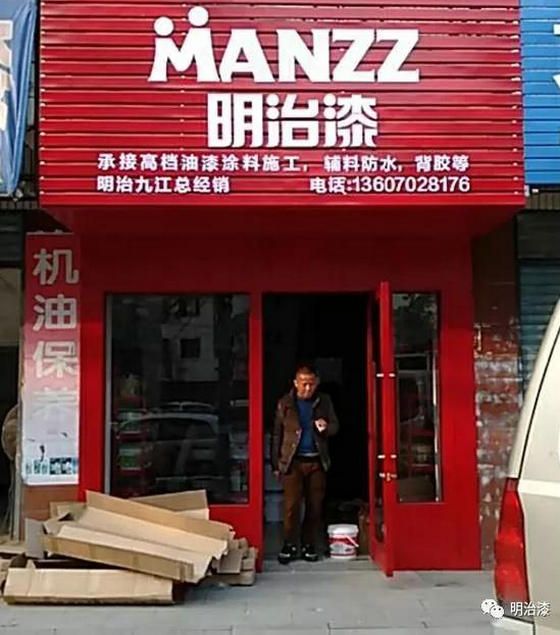 MANZZ
明治漆
承接高档油漆涂料施工，辅料防水，背胶等
明治九江总经销 电话:13607028176
机油保养
明治漆